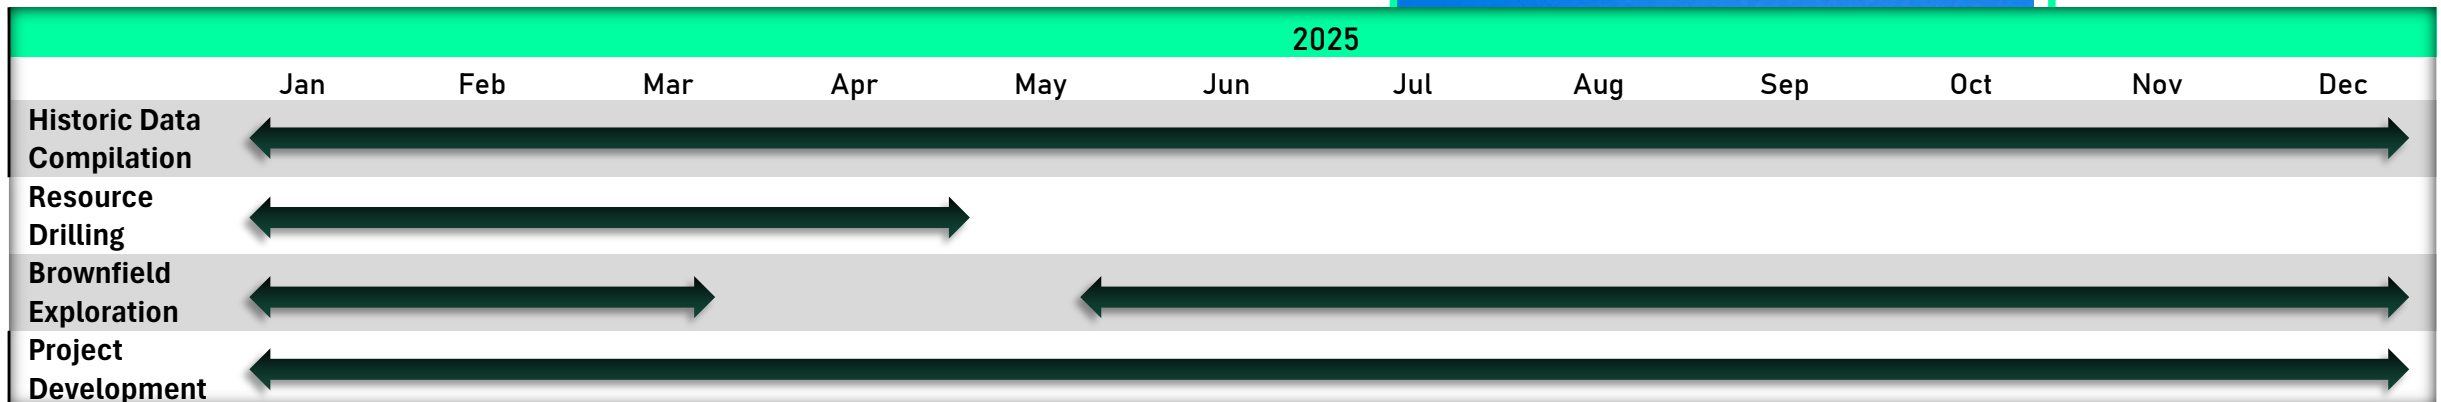 2025
Jan Feb Mar Apr May Jun Jul Aug Sep Oct Nov Dec
Historic Data
Compilation
Resource
Drilling
Brownfield
Exploration
Project
Development